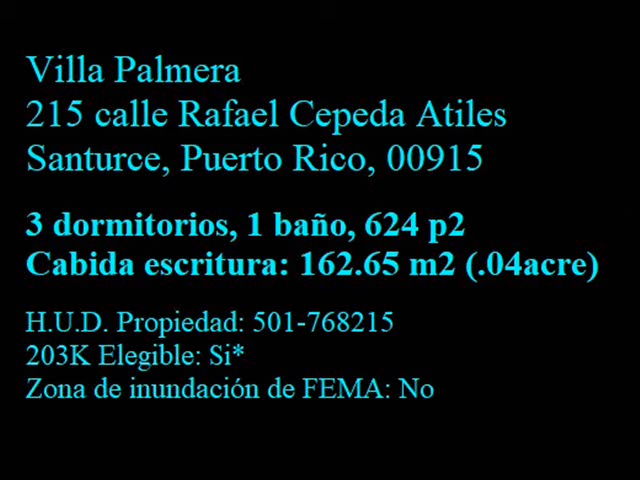 Villa Palmera
215 calle Rafael Cepeda Atiles
Santurce, Puerto Rico, 00915
3 dormitorios, 1 baño, 624 p2
Cabida escritura: 162.65 m2 (.04acre)
H.U.D. Propiedad: 501-768215
203K Elegible: Si*
Zona de inundación de FEMA: No